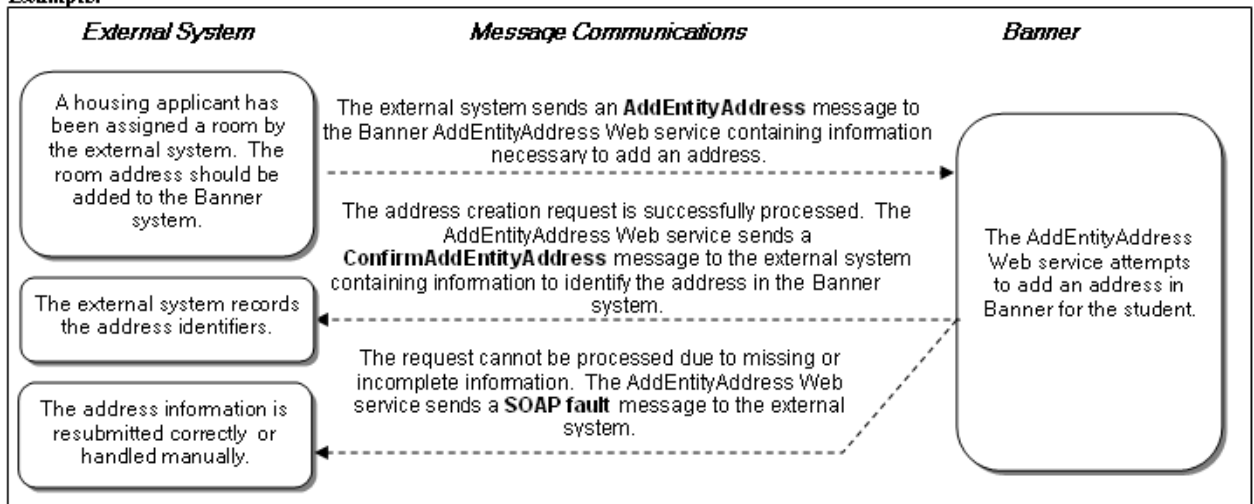 Example:
External System
Message Communications
Banner
A housing applicant has
been assigned a room by
the external system. The
room address should be
added to the Banner
system.
The external system sends an AddEntityAddress message to
the Banner AddEntityAddress Web service containing information
necessary to add an address.
The address creation request is successfully processed. The
AddEntityAddress Web service sends a
ConfirmAddEntityAddress message to the external system
containing information to identify the address in the Banner
system.
The AddEntityAddress
Web service attempts
to add an address in
Banner for the student.
The external system records
the address identifiers.
The request cannot be processed due to missing or
incomplete information. The AddEntityAddress Web
service sends a SOAP fault message to the external
system.
The address information is
resubmitted correctly or
handled manually.